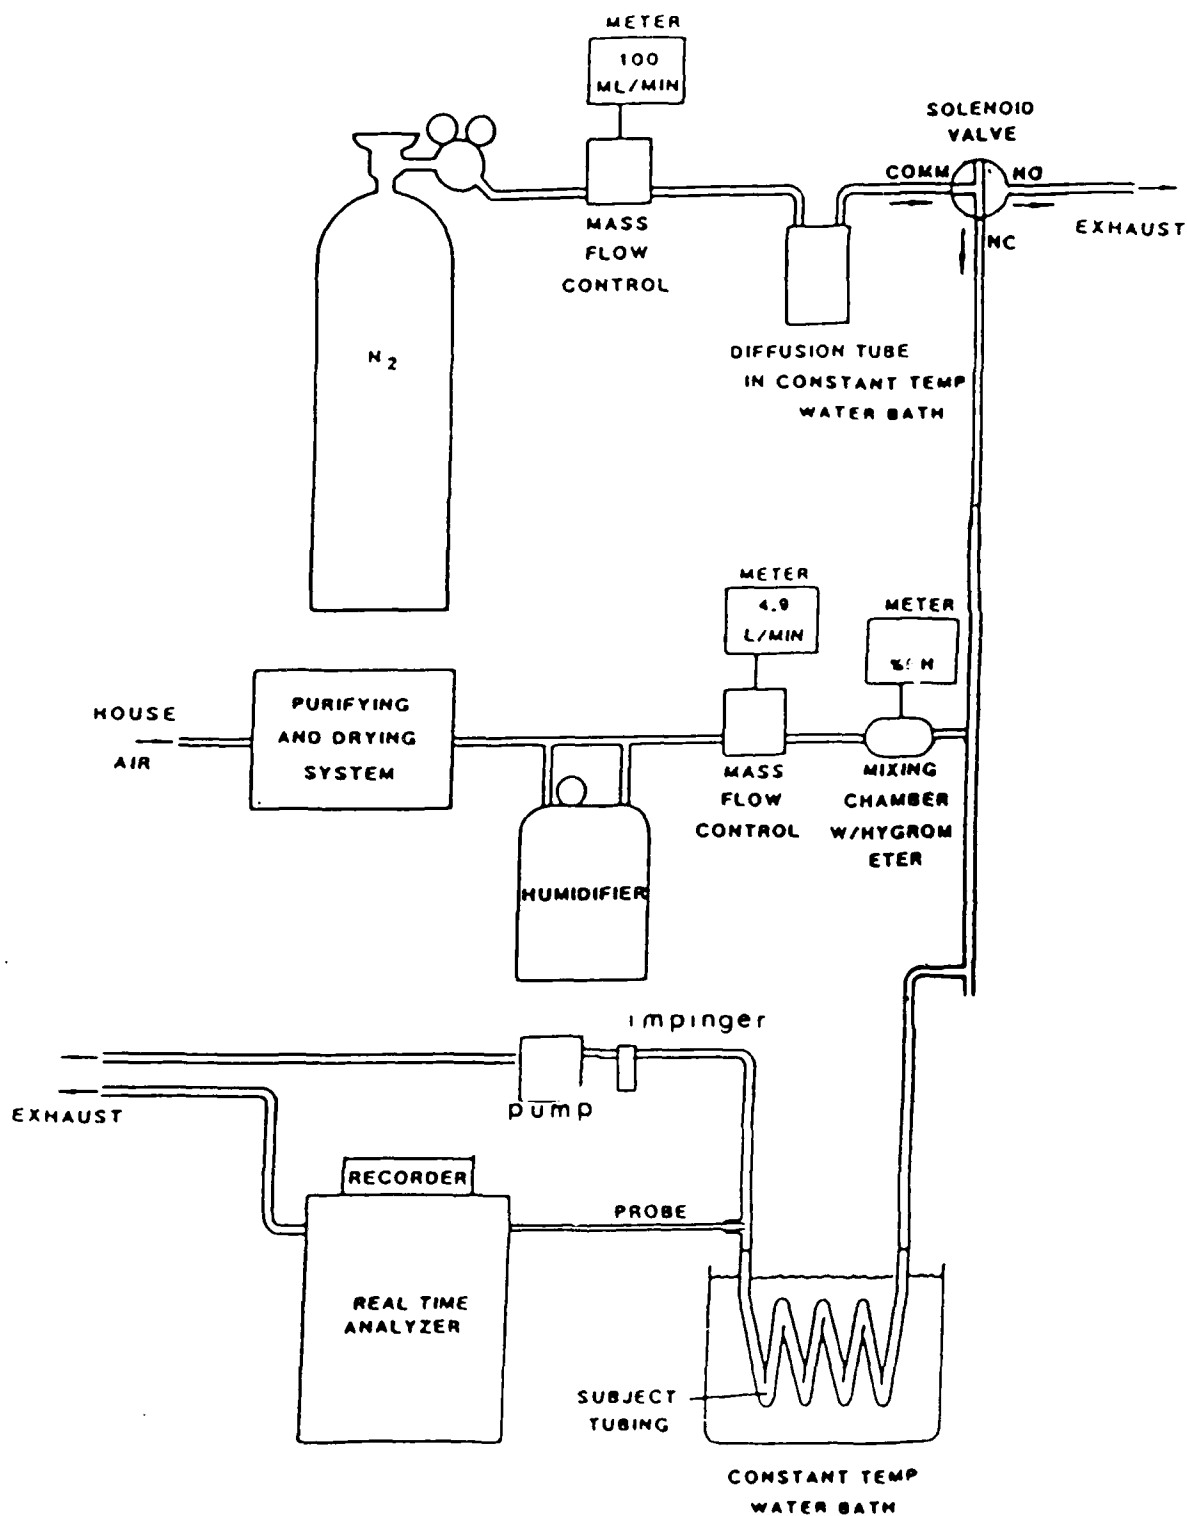 METER
100
ML/MIN
SOLENOID
VALVE
COMM
NO
EXHAUST
NC
MASS
FLOW
CONTROL
N2
DIFFUSION TUBE
IN CONSTANT TEMP
WATER BATH
METER
4.9
L/MIN
METER
HOUSE
AIR
PURIFYING
AND DRYING
SYSTEM
MASS
FLOW
CONTROL
MIXING
CHAMBER
W/HYGROM
ETER
HUMIDIFIER
impinger
pump
EXHAUST
RECORDER
PROBE
REAL TIME
ANALYZER
SUBJECT
TUBING
CONSTANT TEMP
WATER BATH